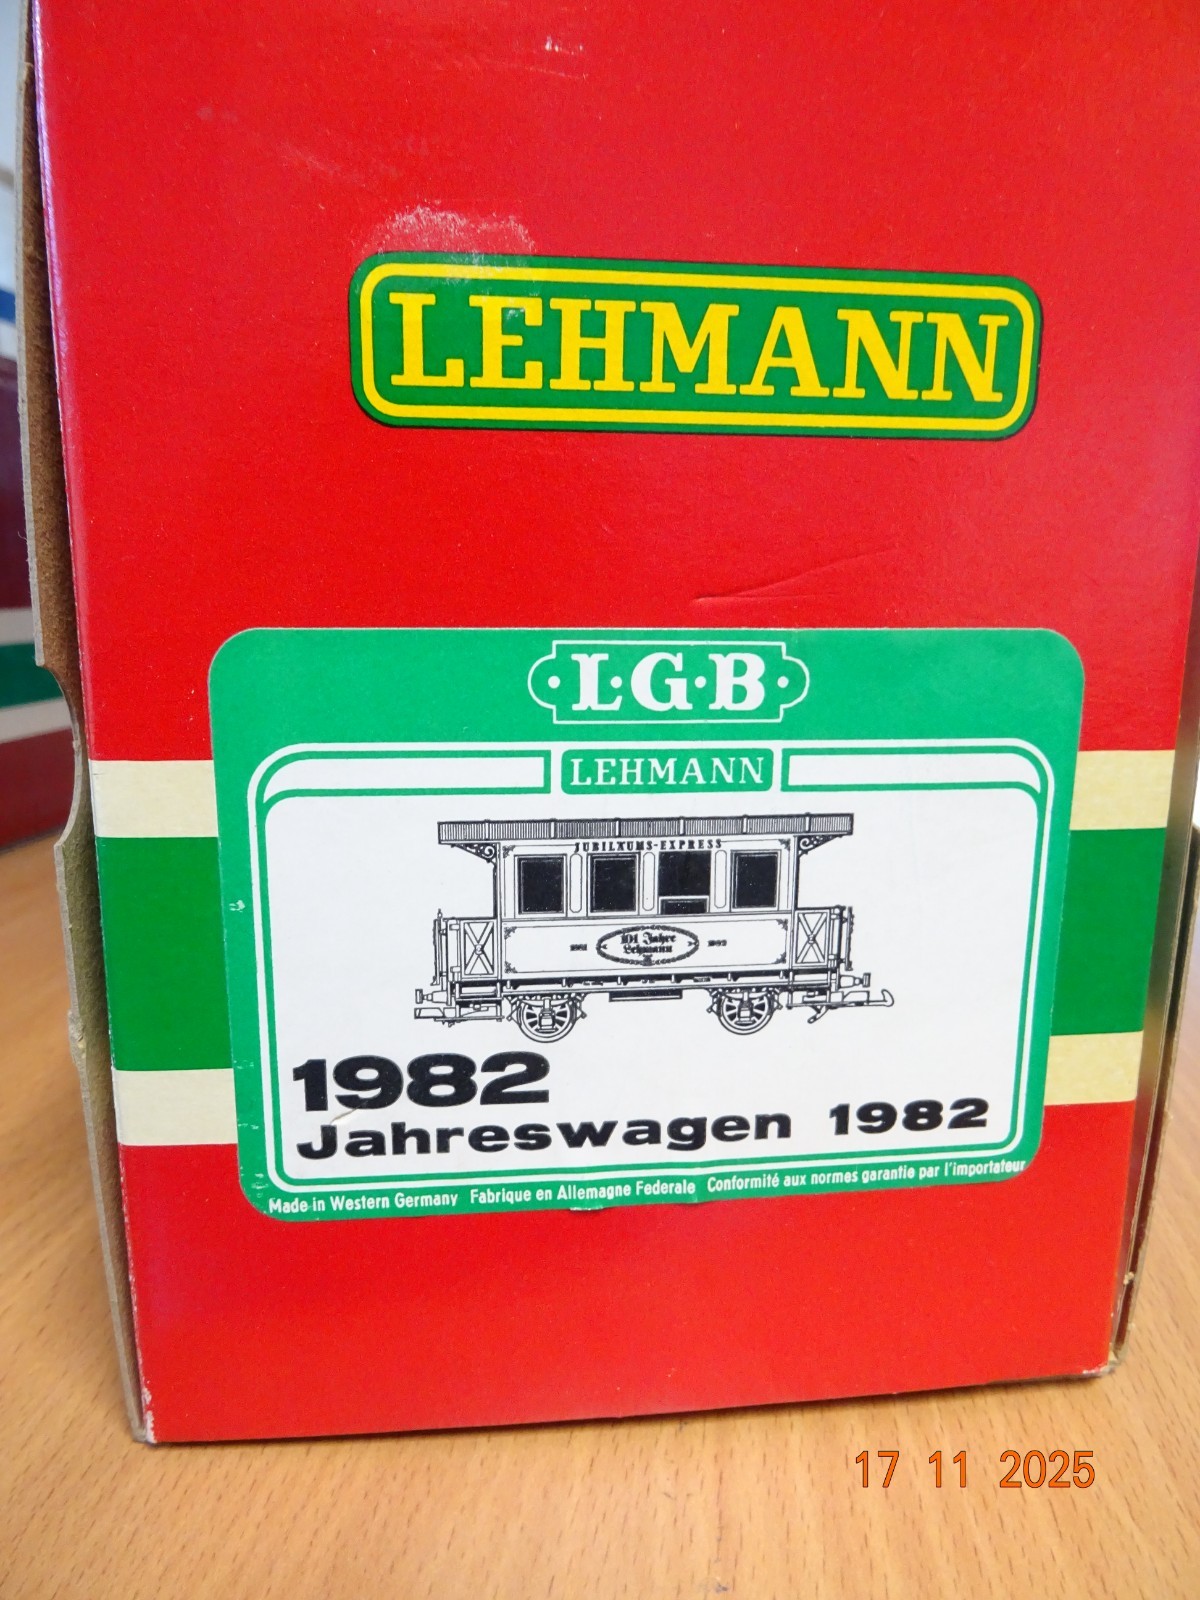 LEHMANN
L·G·B
LEHMANN
JUBILÄUMS-EXPRESS
101 Jahre
Lehmann
1982
Jahreswagen 1982
Made in Western Germany Fabrique en Allemagne Federale Conformité aux normes garantie par l'importateur
17 11 2025